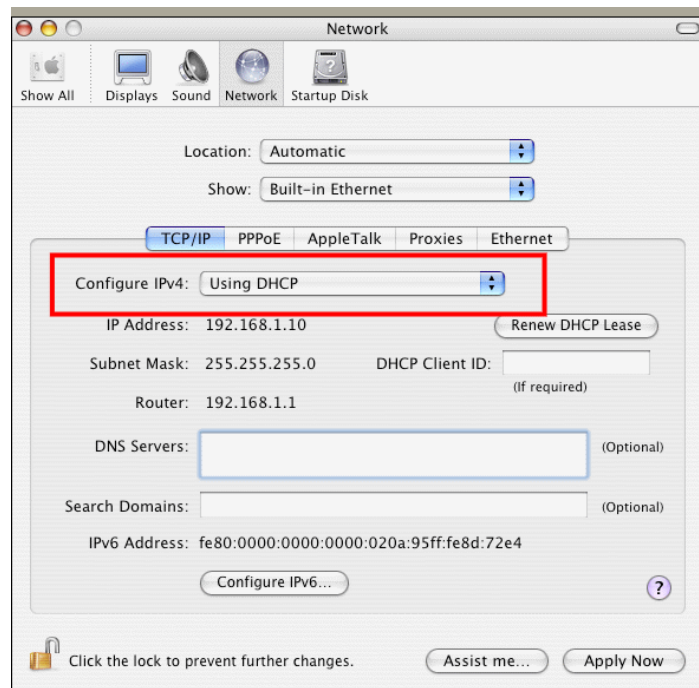 Network
Show All Displays Sound Network Startup Disk
Location: Automatic
Show: Built-in Ethernet
TCP/IP PPPoE AppleTalk Proxies Ethernet
Configure IPv4: Using DHCP
IP Address: 192.168.1.10 Renew DHCP Lease
Subnet Mask: 255.255.255.0 DHCP Client ID:
(If required)
Router: 192.168.1.1
DNS Servers: (Optional)
Search Domains: (Optional)
IPv6 Address: fe80:0000:0000:0000:020a:95ff:fe8d:72e4
Configure IPv6... ?
Click the lock to prevent further changes. Assist me... Apply Now